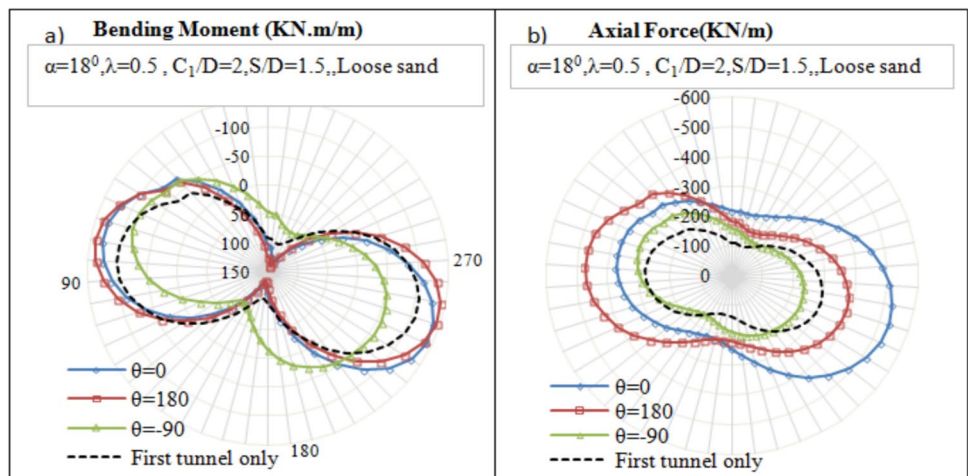 a) Bending Moment (KN.m/m)
α=18⁰,λ=0.5 , C₁/D=2,S/D=1.5,,Loose sand
-100
-50
0
50
100
150
90
270
180
θ=0
θ=180
θ=-90
First tunnel only
b) Axial Force(KN/m)
α=18⁰,λ=0.5 , C₁/D=2,S/D=1.5,,Loose sand
-600
-500
-400
-300
-200
-100
0
θ=0
θ=180
θ=-90
First tunnel only